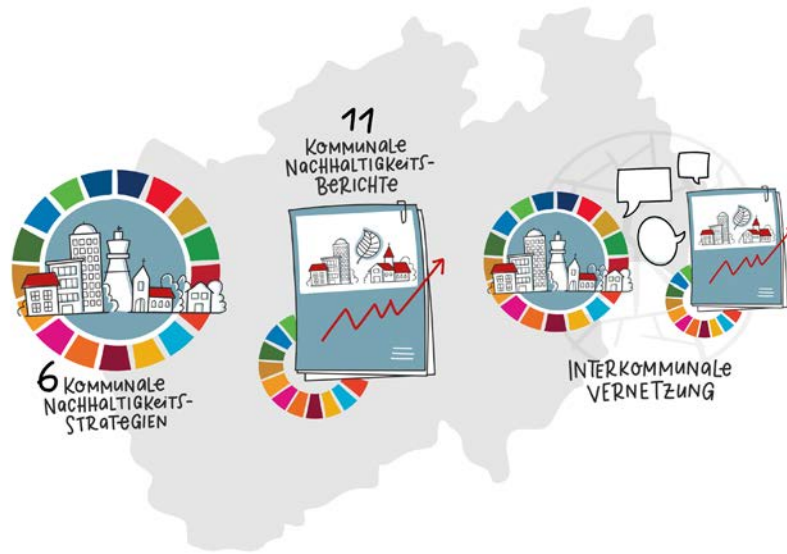 11
KOMMUNALE
NACHHALTIGKEITS-
BERICHTE
6 KOMMUNALE
NACHHALTIGKEITS-
STRATEGIEN
INTERKOMMUNALE
VERNETZUNG